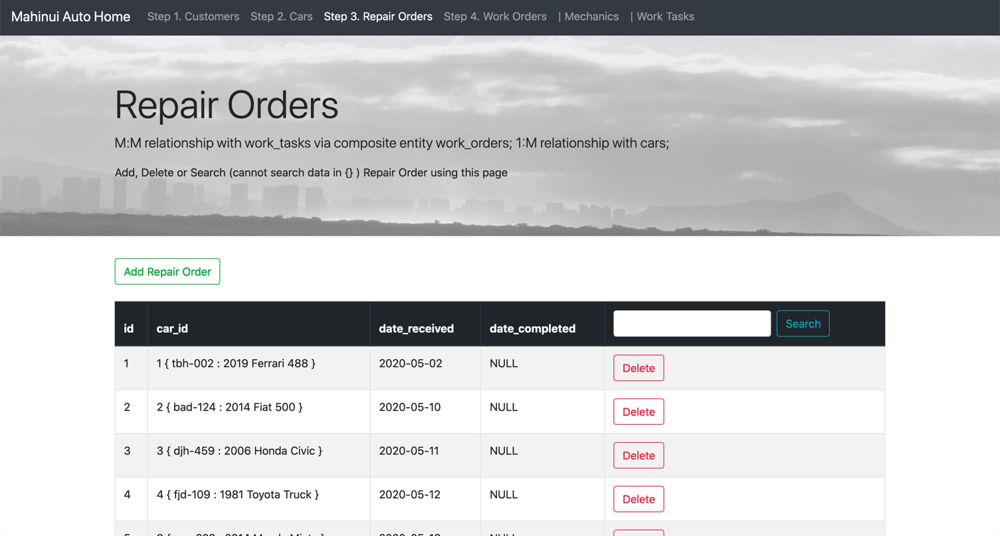 Mahinui Auto Home Step 1. Customers Step 2. Cars Step 3. Repair Orders Step 4. Work Orders | Mechanics | Work Tasks
Repair Orders
M:M relationship with work_tasks via composite entity work_orders; 1:M relationship with cars;
Add, Delete or Search (cannot search data in {} ) Repair Order using this page
Add Repair Order
id car_id date_received date_completed Search
1 1 { tbh-002 : 2019 Ferrari 488 } 2020-05-02 NULL Delete
2 2 { bad-124 : 2014 Fiat 500 } 2020-05-10 NULL Delete
3 3 { djh-459 : 2006 Honda Civic } 2020-05-11 NULL Delete
4 4 { fjd-109 : 1981 Toyota Truck } 2020-05-12 NULL Delete